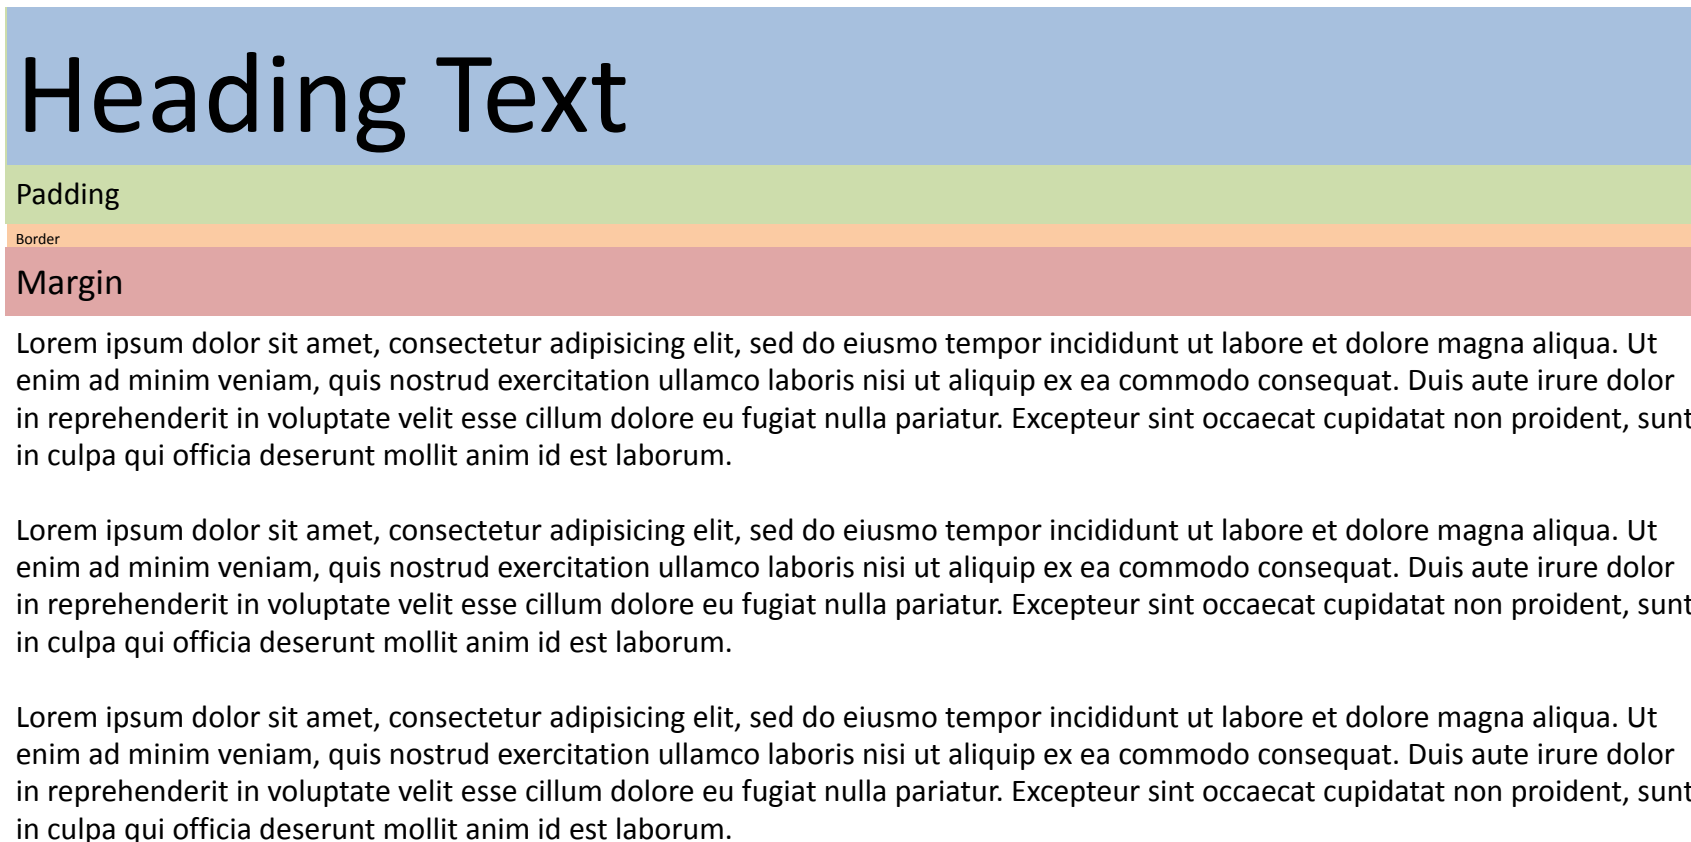 Heading Text
Padding
Border
Margin
Lorem ipsum dolor sit amet, consectetur adipisicing elit, sed do eiusmo tempor incididunt ut labore et dolore magna aliqua. Ut
enim ad minim veniam, quis nostrud exercitation ullamco laboris nisi ut aliquip ex ea commodo consequat. Duis aute irure dolor
in reprehenderit in voluptate velit esse cillum dolore eu fugiat nulla pariatur. Excepteur sint occaecat cupidatat non proident, sunt
in culpa qui officia deserunt mollit anim id est laborum.
Lorem ipsum dolor sit amet, consectetur adipisicing elit, sed do eiusmo tempor incididunt ut labore et dolore magna aliqua. Ut
enim ad minim veniam, quis nostrud exercitation ullamco laboris nisi ut aliquip ex ea commodo consequat. Duis aute irure dolor
in reprehenderit in voluptate velit esse cillum dolore eu fugiat nulla pariatur. Excepteur sint occaecat cupidatat non proident, sunt
in culpa qui officia deserunt mollit anim id est laborum.
Lorem ipsum dolor sit amet, consectetur adipisicing elit, sed do eiusmo tempor incididunt ut labore et dolore magna aliqua. Ut
enim ad minim veniam, quis nostrud exercitation ullamco laboris nisi ut aliquip ex ea commodo consequat. Duis aute irure dolor
in reprehenderit in voluptate velit esse cillum dolore eu fugiat nulla pariatur. Excepteur sint occaecat cupidatat non proident, sunt
in culpa qui officia deserunt mollit anim id est laborum.